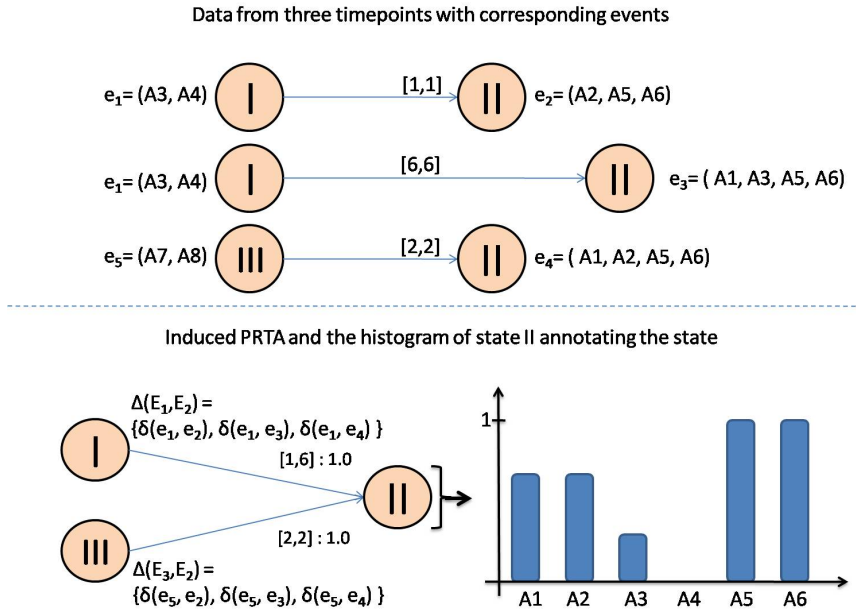 Data from three timepoints with corresponding events
e₁= (A3, A4) I [1,1] II e₂= (A2, A5, A6)
e₁= (A3, A4) I [6,6] II e₃= ( A1, A3, A5, A6)
e₅= (A7, A8) III [2,2] II e₄= ( A1, A2, A5, A6)
Induced PRTA and the histogram of state II annotating the state
Δ(E₁,E₂) =
{δ(e₁, e₂), δ(e₁, e₃), δ(e₁, e₄) }
I
[1,6] : 1.0
II
III
[2,2] : 1.0
Δ(E₃,E₂) =
{δ(e₅, e₂), δ(e₅, e₃), δ(e₅, e₄) }
1
A1 A2 A3 A4 A5 A6